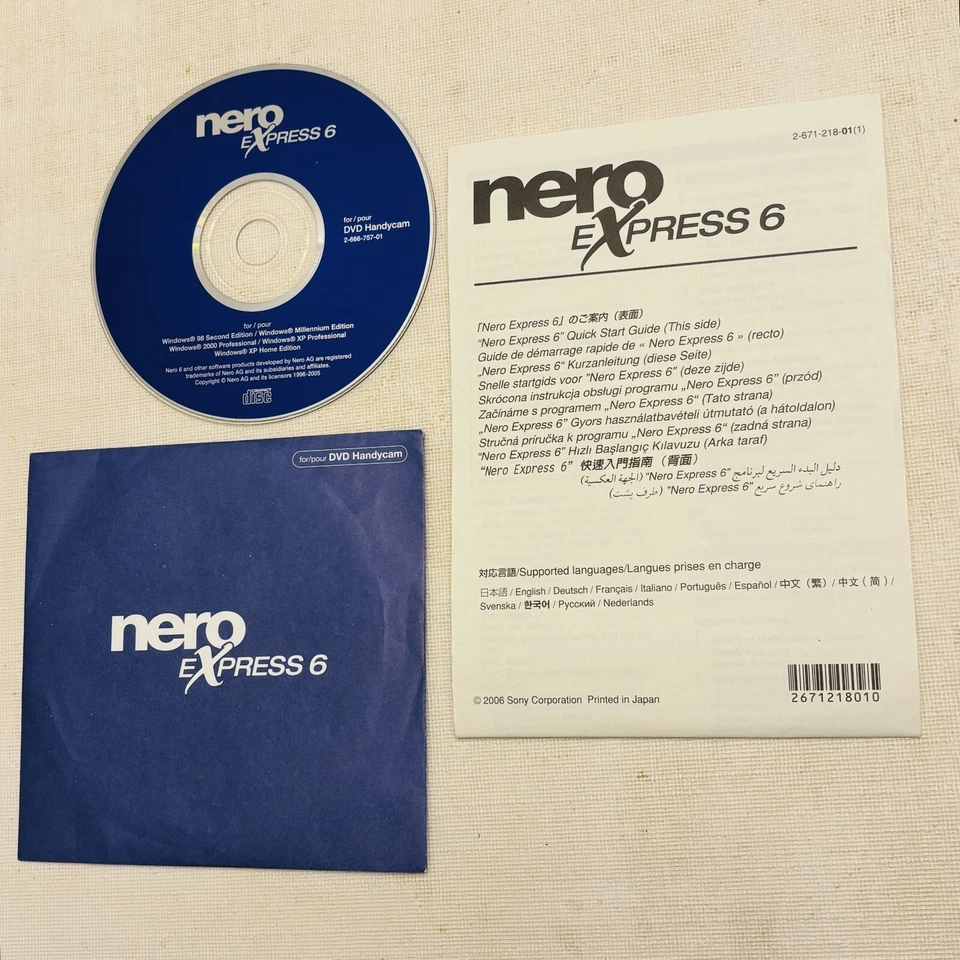 nero
EXPRESS 6
for / pour
DVD Handycam
2-666-757-01
for / pour
Windows® 98 Second Edition / Windows® Millennium Edition
Windows® 2000 Professional / Windows® XP Professional
Windows® XP Home Edition
Nero 6 and other software products developed by Nero AG are registered
trademarks of Nero AG and its subsidiaries and affiliates.
Copyright © Nero AG and its licensors 1996-2005
COMPACT
disc
for/pour DVD Handycam
nero
EXPRESS 6
2-671-218-01(1)
nero
EXPRESS 6
「Nero Express 6」のご案内（表面）
“Nero Express 6” Quick Start Guide (This side)
Guide de démarrage rapide de « Nero Express 6 » (recto)
„Nero Express 6“ Kurzanleitung (diese Seite)
Snelle startgids voor "Nero Express 6" (deze zijde)
Skrócona instrukcja obsługi programu „Nero Express 6” (przód)
Začínáme s programem „Nero Express 6“ (Tato strana)
„Nero Express 6” Gyors használatbavételi útmutató (a hátoldalon)
Stručná príručka k programu „Nero Express 6“ (zadná strana)
“Nero Express 6” Hızlı Başlangıç Kılavuzu (Arka taraf)
“Nero Express 6” 快速入門指南（背面）
دليل البدء السريع لبرنامج "Nero Express 6" (الجهة العكسية)
راهنمای شروع سریع "Nero Express 6" (طرف پشت)
対応言語/Supported languages/Langues prises en charge
日本語 / English / Deutsch / Français / Italiano / Português / Español / 中文（繁）/ 中文（简）/
Svenska / 한국어 / Русский / Nederlands
© 2006 Sony Corporation Printed in Japan
2671218010